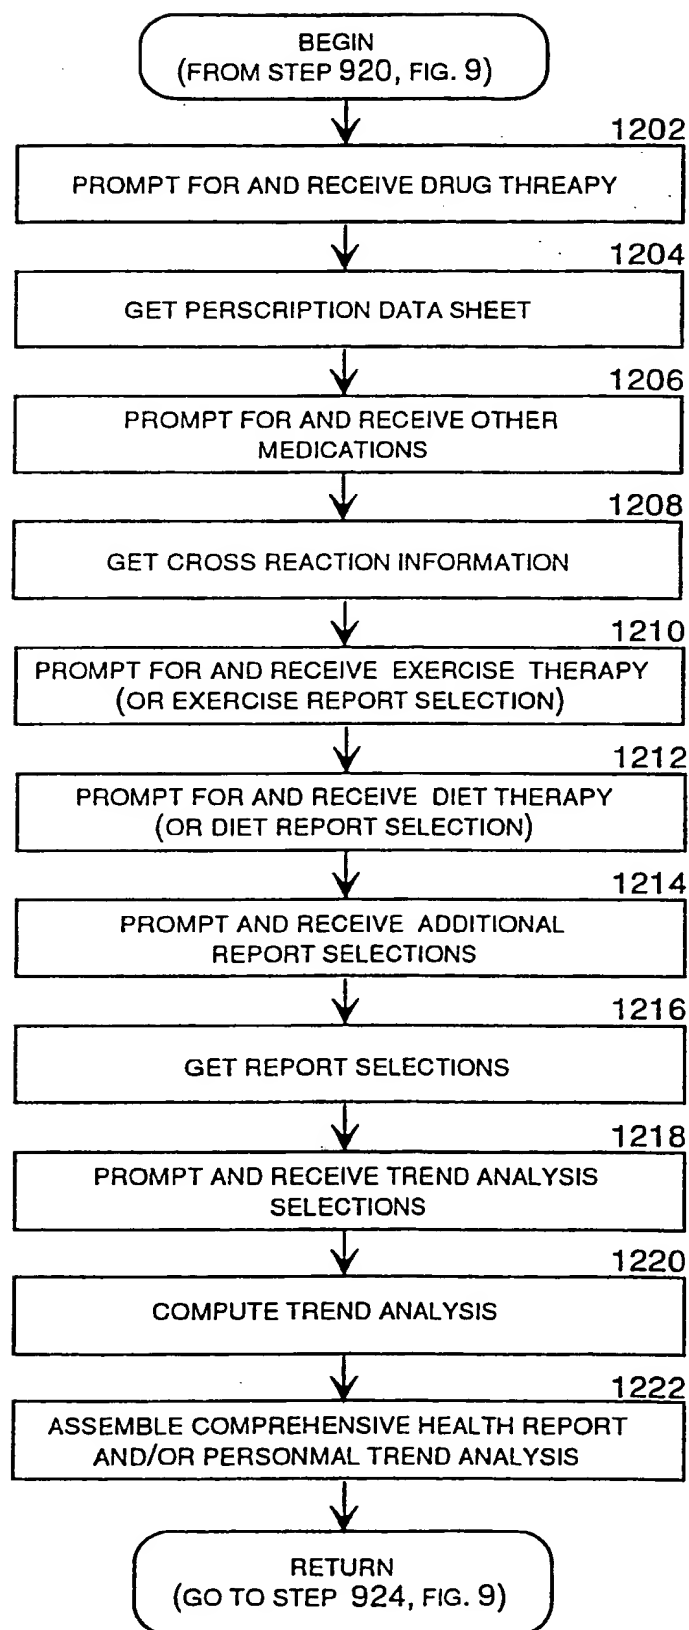 BEGIN
(FROM STEP 920, FIG. 9)
1202
PROMPT FOR AND RECEIVE DRUG THREAPY
1204
GET PERSCRIPTION DATA SHEET
1206
PROMPT FOR AND RECEIVE OTHER
MEDICATIONS
1208
GET CROSS REACTION INFORMATION
1210
PROMPT FOR AND RECEIVE EXERCISE THERAPY
(OR EXERCISE REPORT SELECTION)
1212
PROMPT FOR AND RECEIVE DIET THERAPY
(OR DIET REPORT SELECTION)
1214
PROMPT AND RECEIVE ADDITIONAL
REPORT SELECTIONS
1216
GET REPORT SELECTIONS
1218
PROMPT AND RECEIVE TREND ANALYSIS
SELECTIONS
1220
COMPUTE TREND ANALYSIS
1222
ASSEMBLE COMPREHENSIVE HEALTH REPORT
AND/OR PERSONMAL TREND ANALYSIS
RETURN
(GO TO STEP 924, FIG. 9)